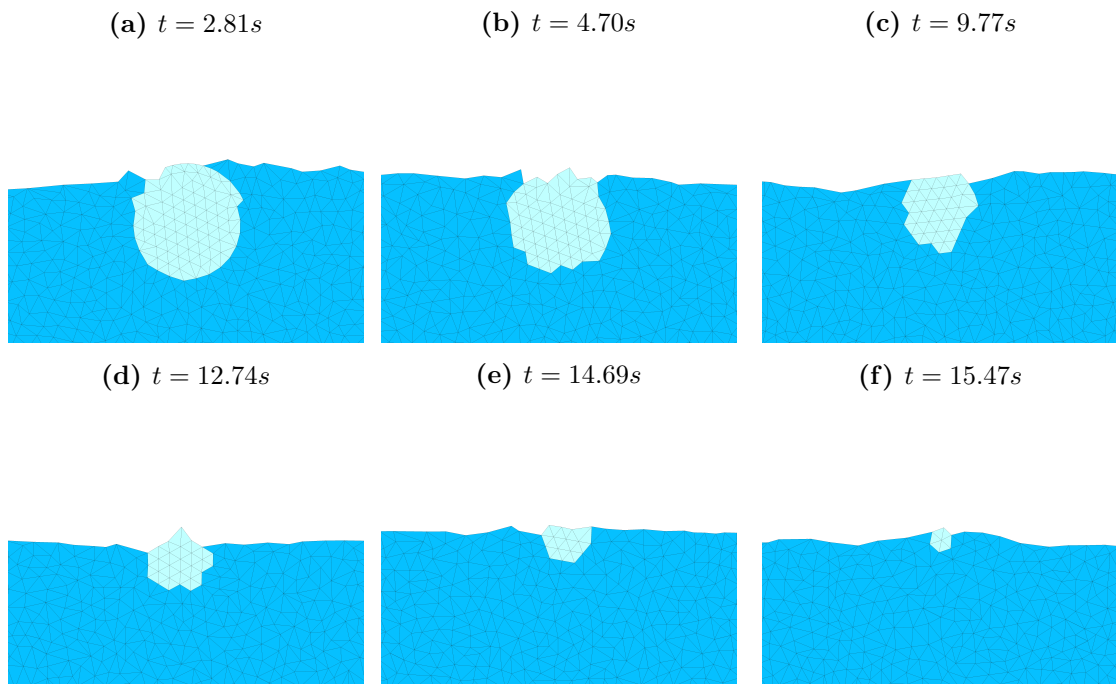 (a) t = 2.81s
(b) t = 4.70s
(c) t = 9.77s
(d) t = 12.74s
(e) t = 14.69s
(f) t = 15.47s